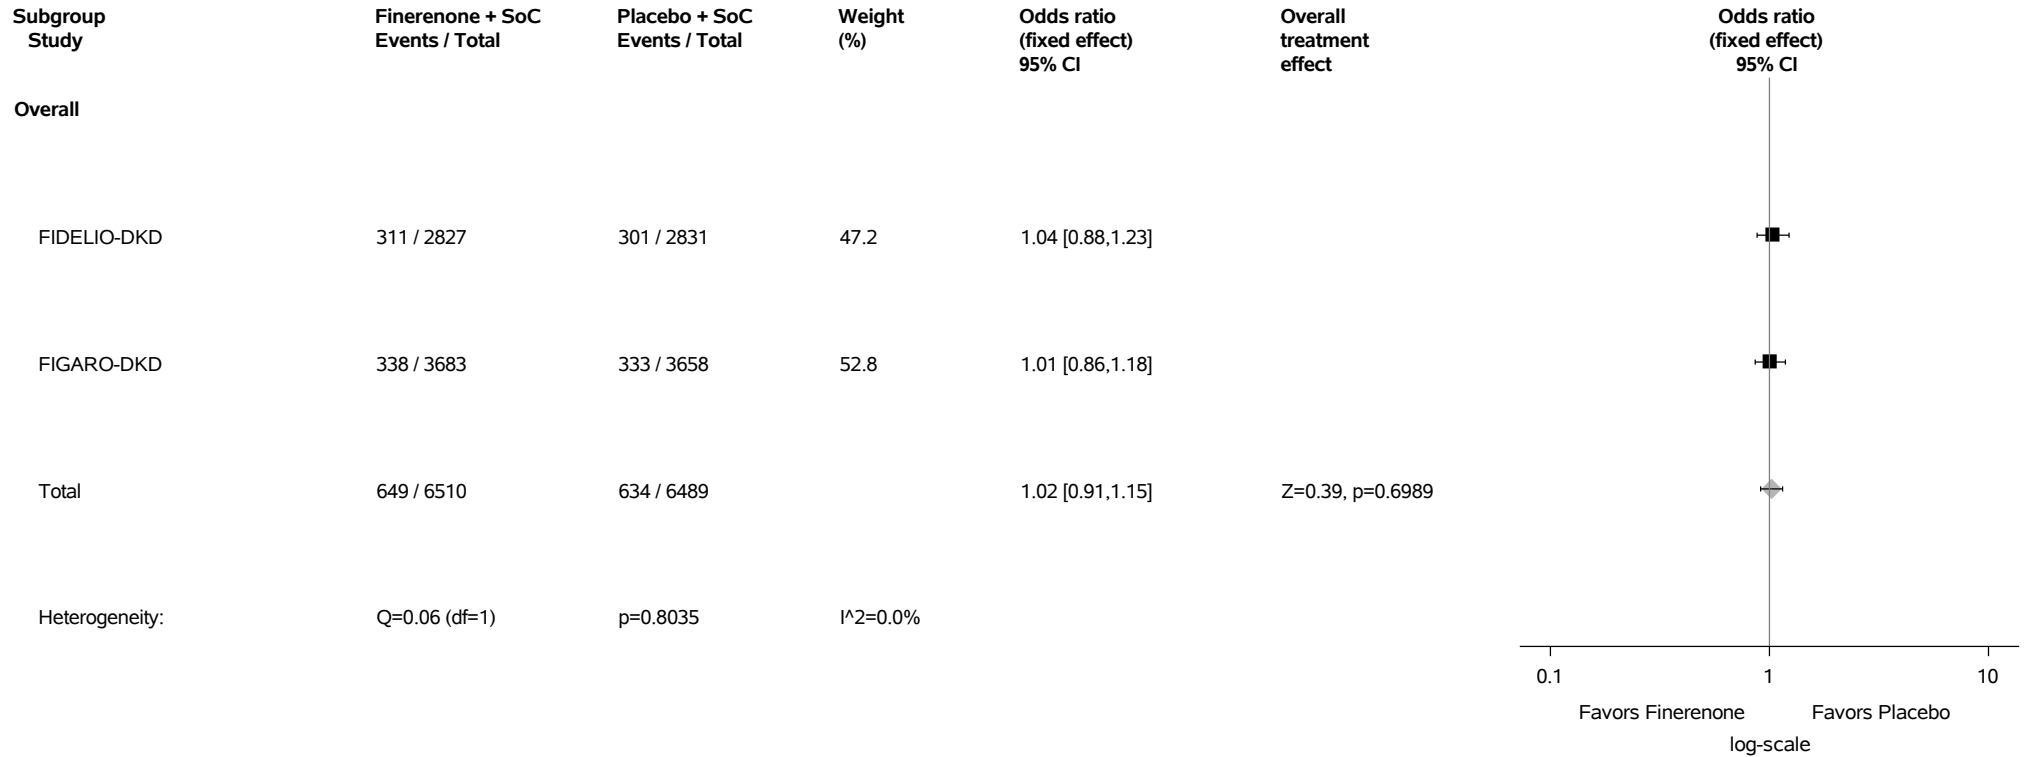 Subgroup Finerenone + SoC Placebo + SoC Weight Odds ratio Overall Odds ratio
Study Events / Total Events / Total (%) (fixed effect) treatment (fixed effect)
95% CI effect 95% CI
Overall
FIDELIO-DKD 311 / 2827 301 / 2831 47.2 1.04 [0.88,1.23]
FIGARO-DKD 338 / 3683 333 / 3658 52.8 1.01 [0.86,1.18]
Total 649 / 6510 634 / 6489 1.02 [0.91,1.15] Z=0.39, p=0.6989
Heterogeneity: Q=0.06 (df=1) p=0.8035 I^2=0.0%
0.1 1 10
Favors Finerenone Favors Placebo
log-scale